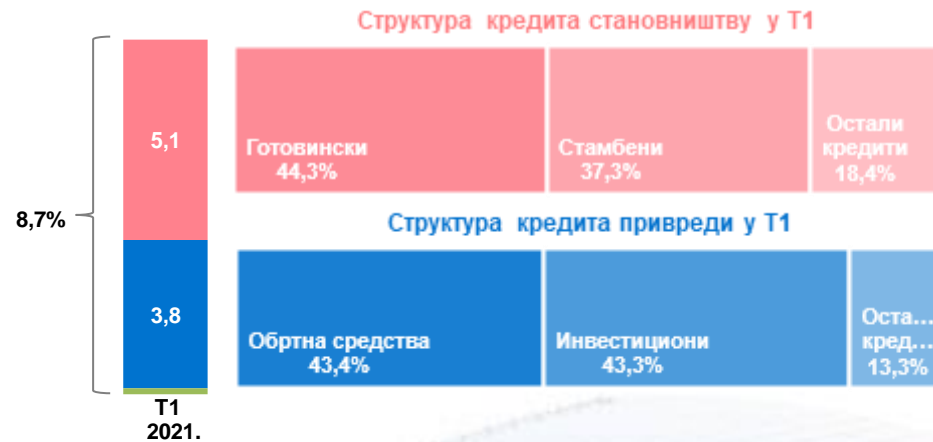 Структура кредита становништву у Т1
5,1
Готовински
44,3%
Стамбени
37,3%
Остали
кредити
18,4%
8,7%
Структура кредита привреди у Т1
3,8
Обртна средства
43,4%
Инвестициони
43,3%
Оста...
кред...
13,3%
Т1
2021.